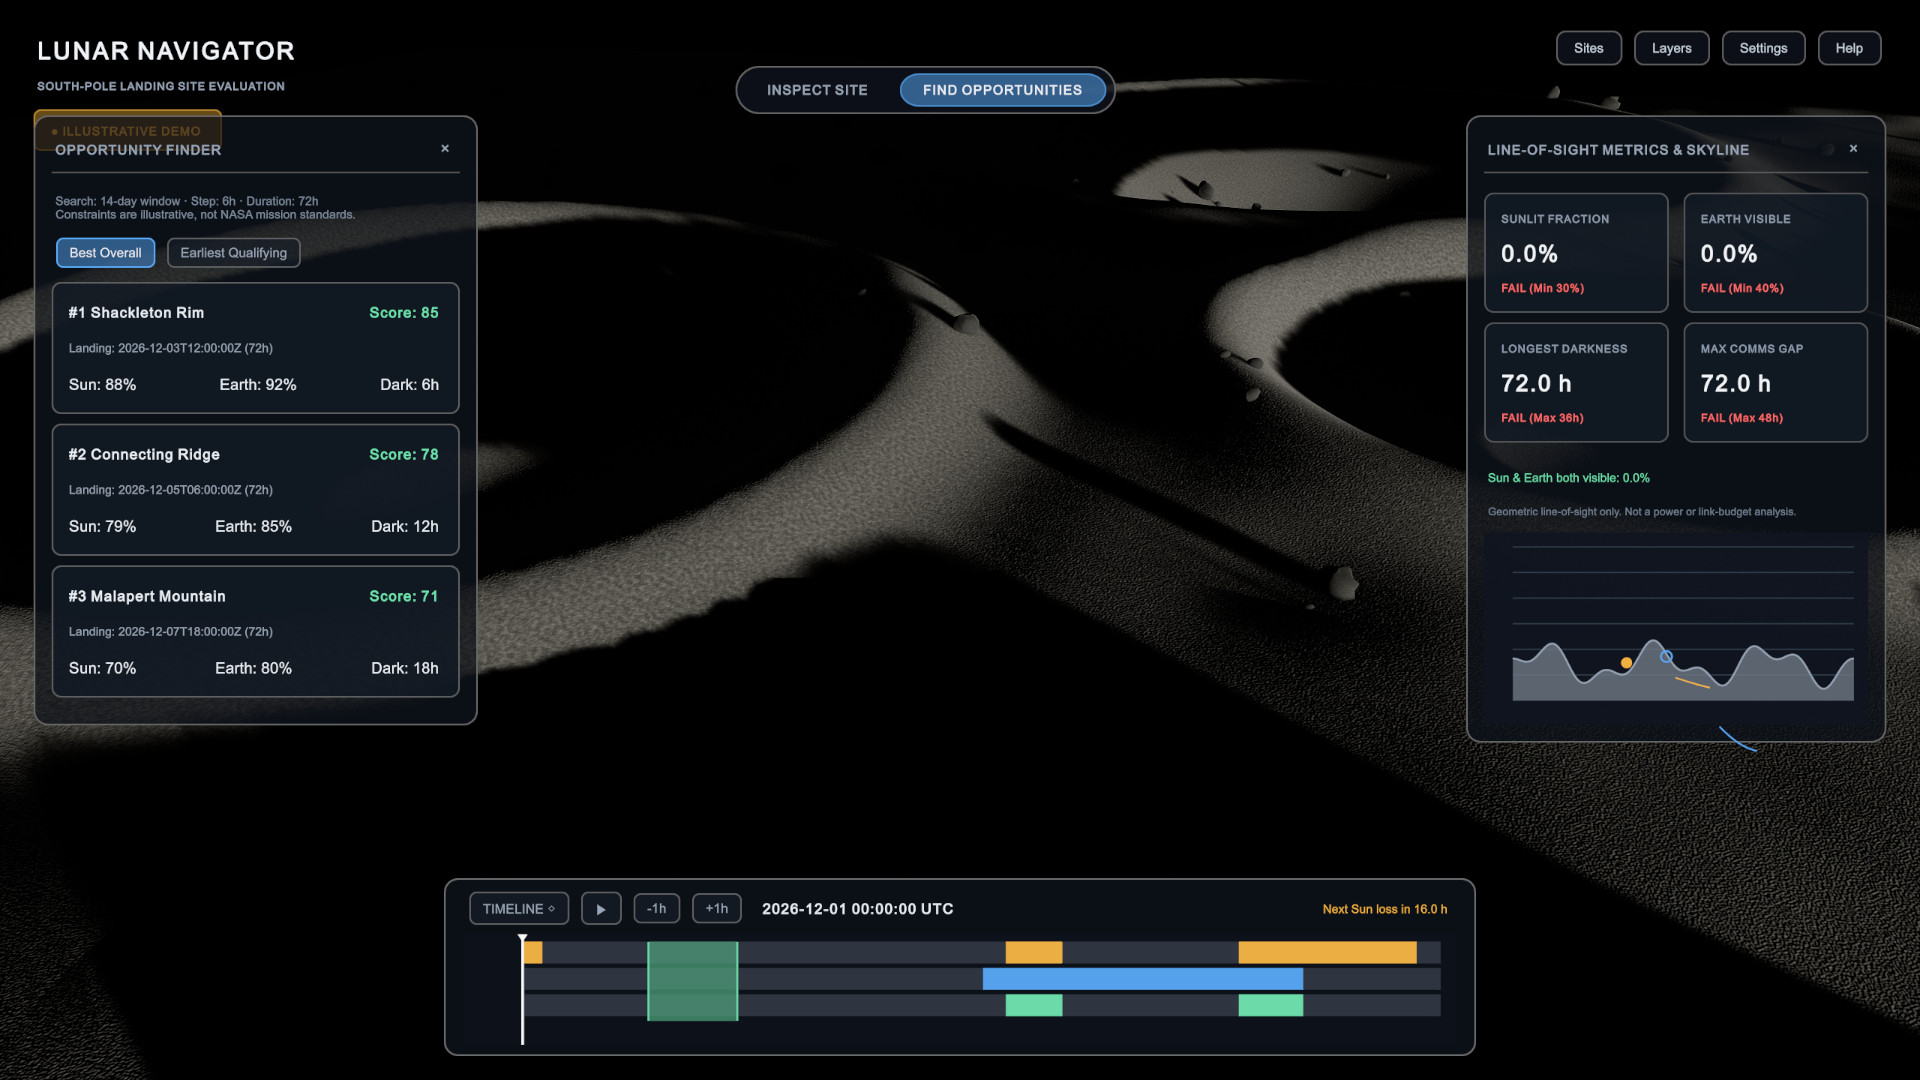 LUNAR NAVIGATOR
SOUTH-POLE LANDING SITE EVALUATION
INSPECT SITE
FIND OPPORTUNITIES
Sites
Layers
Settings
Help
ILLUSTRATIVE DEMO
OPPORTUNITY FINDER
×
Search: 14-day window · Step: 6h · Duration: 72h
Constraints are illustrative, not NASA mission standards.
Best Overall
Earliest Qualifying
#1 Shackleton Rim
Score: 85
Landing: 2026-12-03T12:00:00Z (72h)
Sun: 88%
Earth: 92%
Dark: 6h
#2 Connecting Ridge
Score: 78
Landing: 2026-12-05T06:00:00Z (72h)
Sun: 79%
Earth: 85%
Dark: 12h
#3 Malapert Mountain
Score: 71
Landing: 2026-12-07T18:00:00Z (72h)
Sun: 70%
Earth: 80%
Dark: 18h
LINE-OF-SIGHT METRICS & SKYLINE
×
SUNLIT FRACTION
0.0%
FAIL (Min 30%)
EARTH VISIBLE
0.0%
FAIL (Min 40%)
LONGEST DARKNESS
72.0 h
FAIL (Max 36h)
MAX COMMS GAP
72.0 h
FAIL (Max 48h)
Sun & Earth both visible: 0.0%
Geometric line-of-sight only. Not a power or link-budget analysis.
TIMELINE
-1h
+1h
2026-12-01 00:00:00 UTC
Next Sun loss in 16.0 h